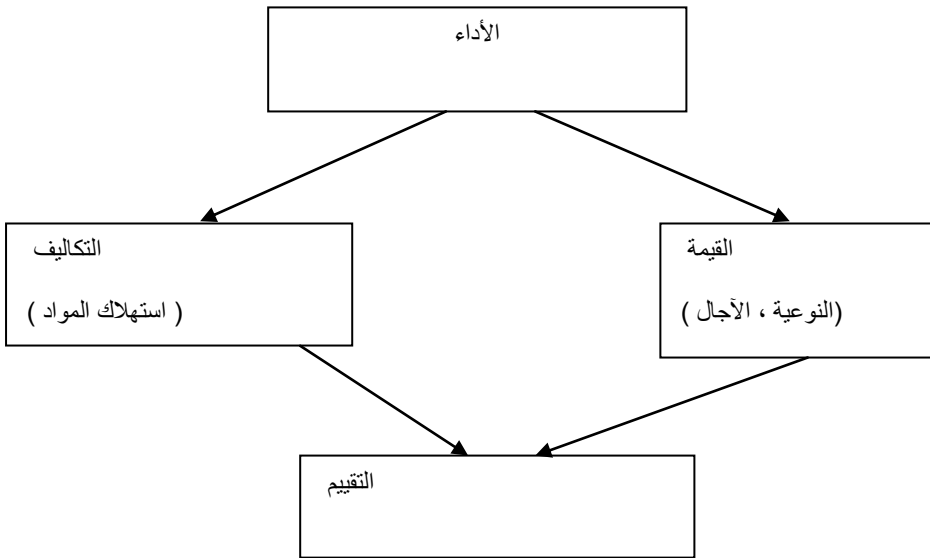 الأداء
القيمة
(النوعية ، الآجال )
التكاليف
( استهلاك المواد )
التقييم